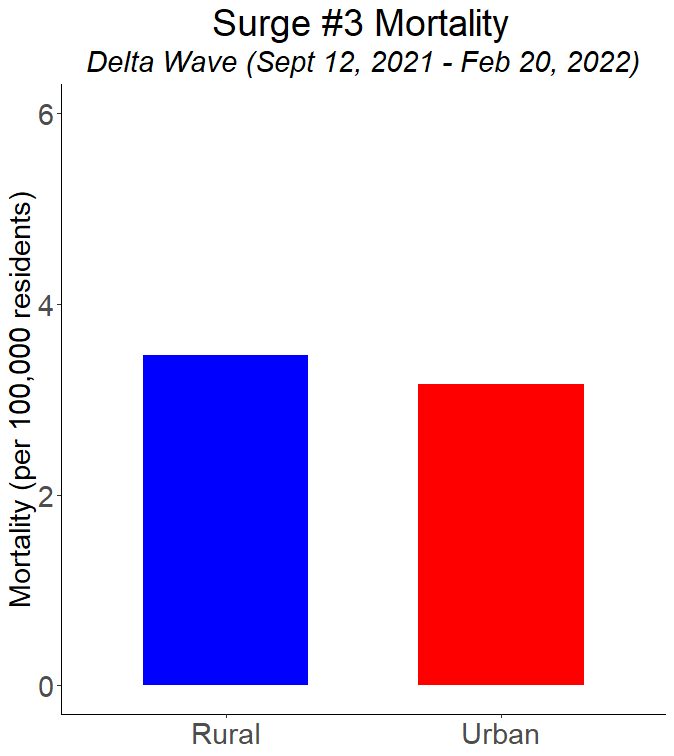 Surge #3 Mortality
Delta Wave (Sept 12, 2021 - Feb 20, 2022)
Mortality (per 100,000 residents)
6
4
2
0
Rural
Urban